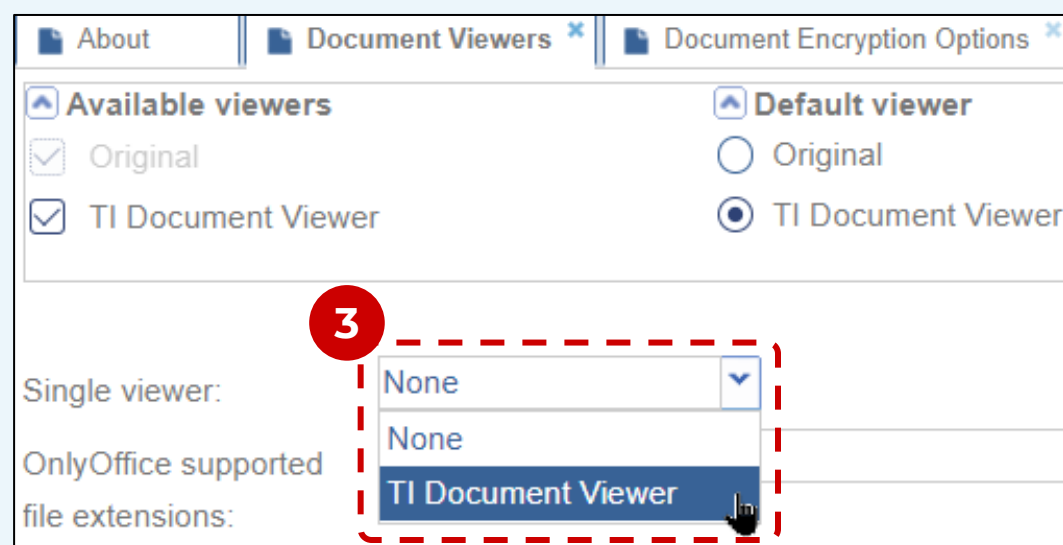 About
Document Viewers
Document Encryption Options
Available viewers
Default viewer
Original
Original
TI Document Viewer
TI Document Viewer
3
Single viewer:
None
None
OnlyOffice supported
file extensions:
TI Document Viewer